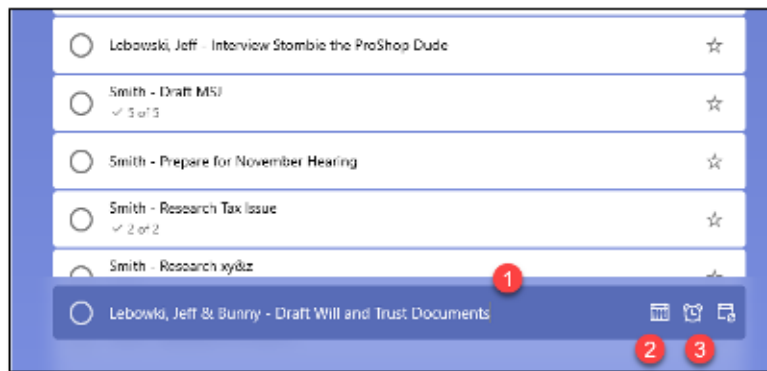 Lebowski, Jeff - Interview Stombie the ProShop Dude
Smith - Draft MSJ
✓ 5 of 5
Smith - Prepare for November Hearing
Smith - Research Tax Issue
✓ 2 of 2
Smith - Research xy&z
1
Lebowki, Jeff & Bunny - Draft Will and Trust Documents
2
3